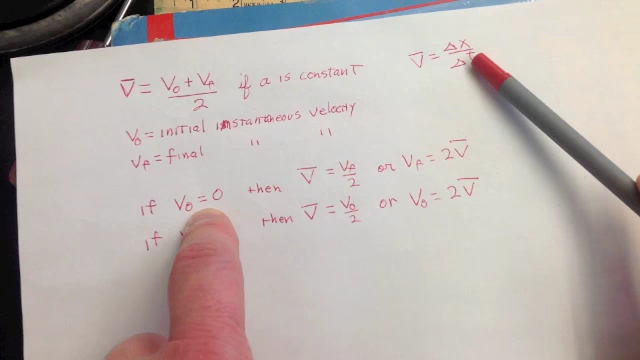 V̅ = (V₀ + V_f)/2 if a is constant
V̅ = ΔX/ΔT
V₀ = initial instantaneous velocity
V_f = final " "
if V₀ = 0 then V̅ = V_f/2 or V_f = 2V̅
if then V̅ = V₀/2 or V₀ = 2V̅